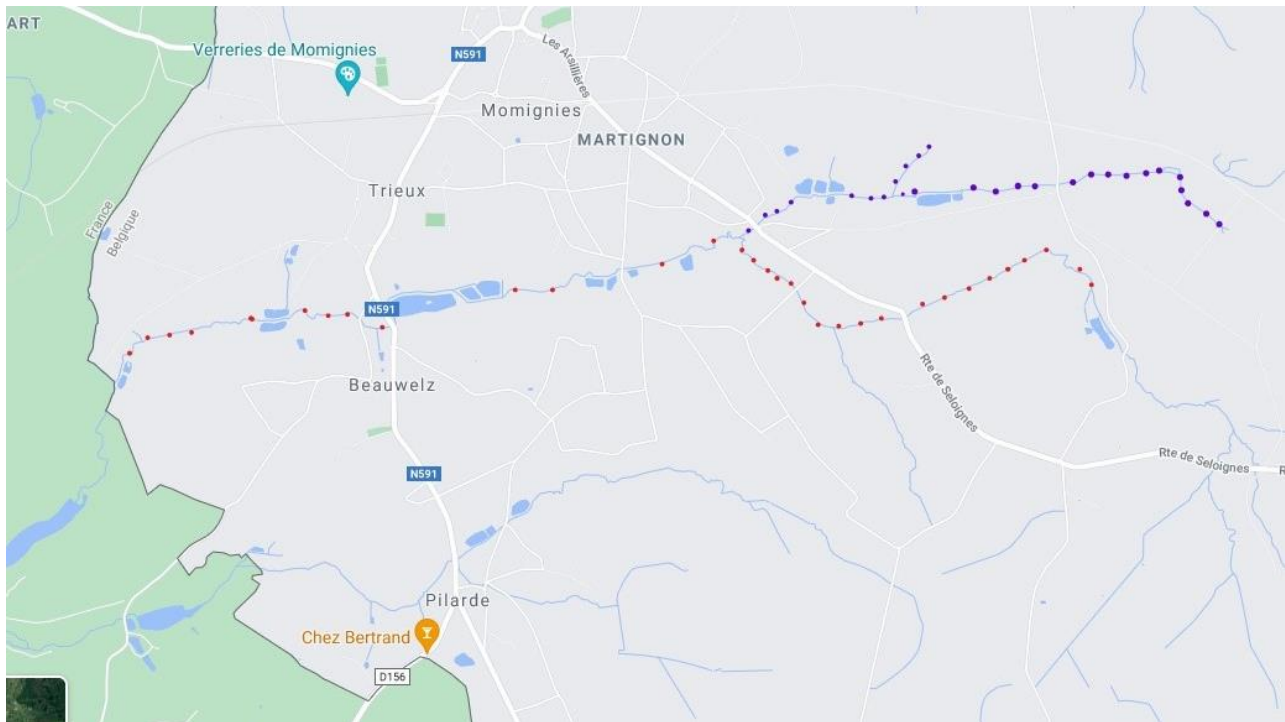 ART
Verreries de Momignies
N591
Les Arsillières
Momignies
MARTIGNON
Trieux
France
Belgique
N591
Beauwelz
Rte de Seloignes
N591
Rte de Seloignes
R
Pilarde
Chez Bertrand
D156